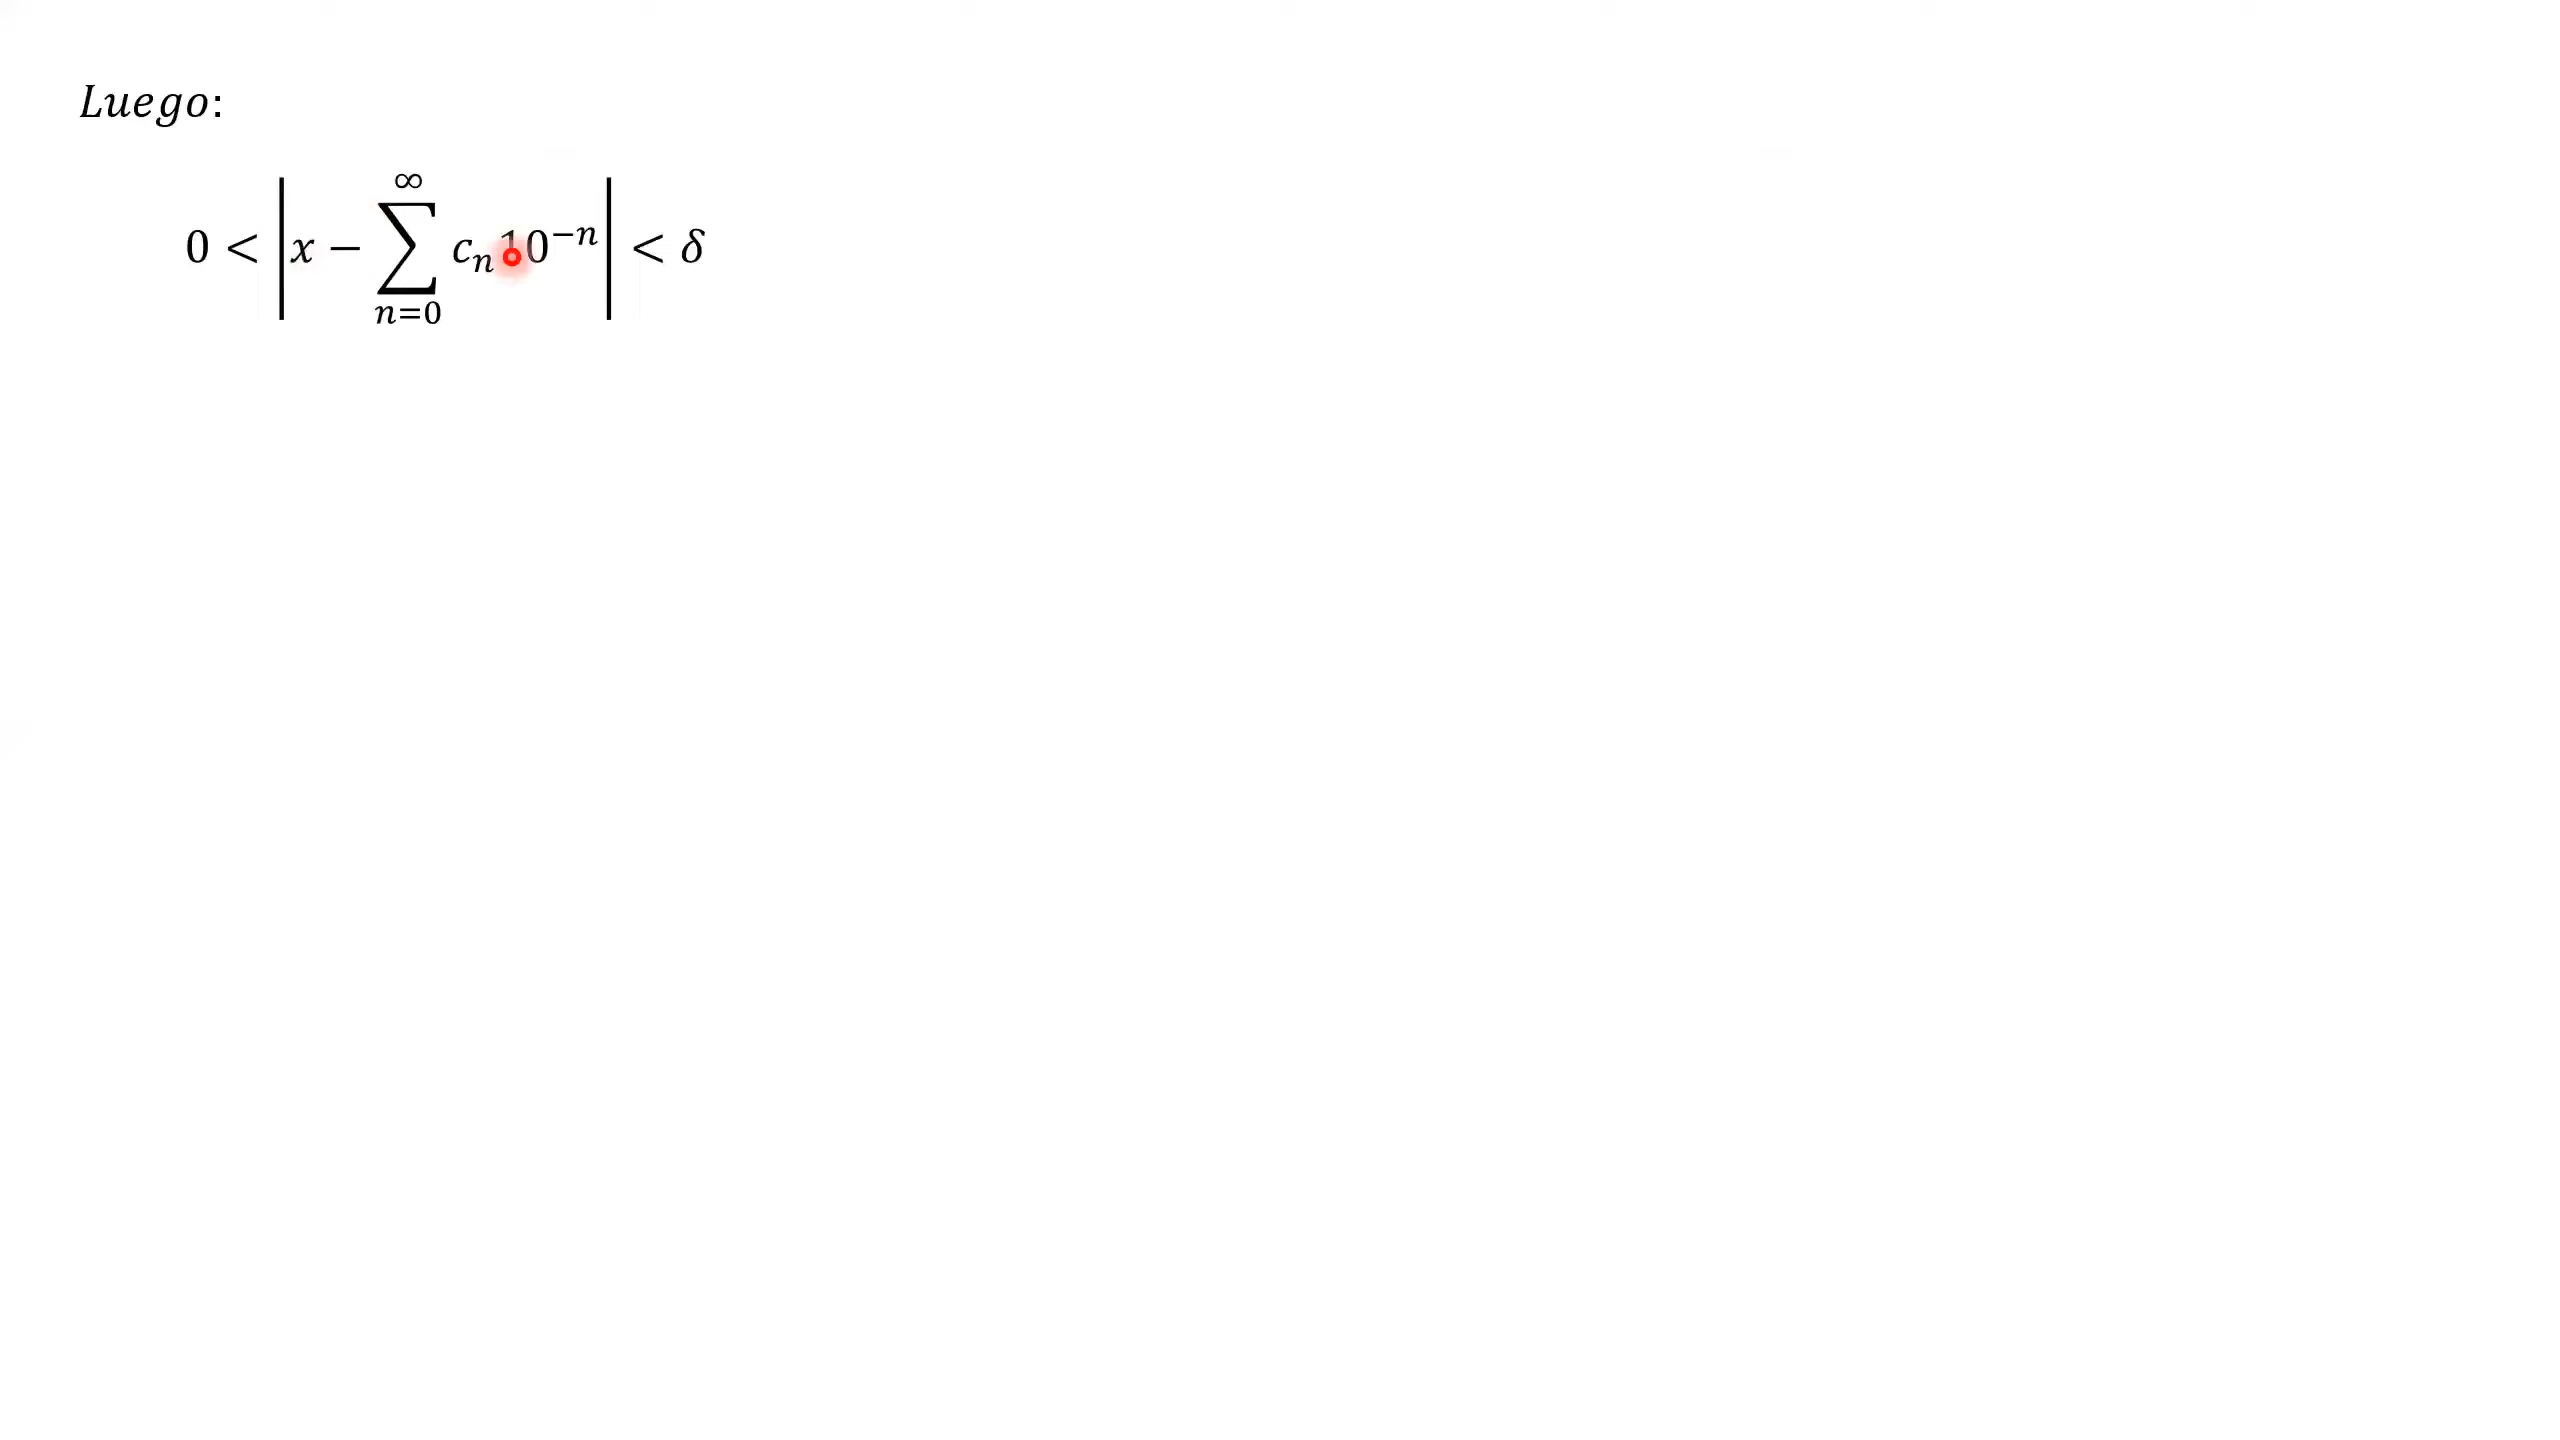 Luego:
0 < |x − ∑_{n=0}^{∞} c_n 10^{−n}| < δ